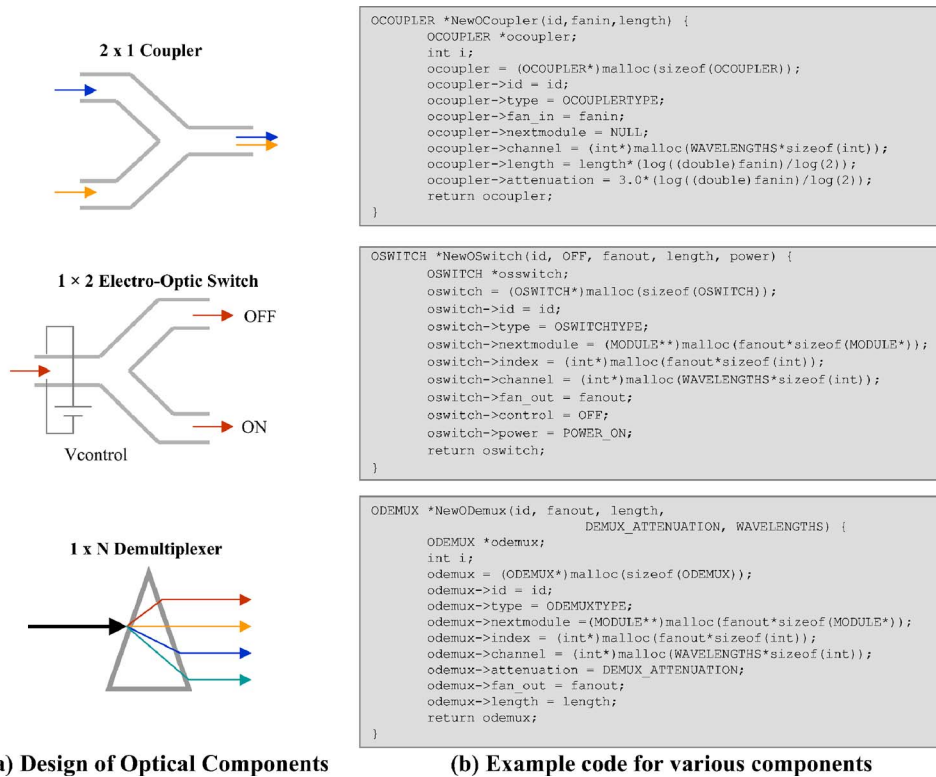 2 x 1 Coupler
OCOUPLER *NewOCoupler(id,fanin,length) {
OCOUPLER *ocoupler;
int i;
ocoupler = (OCOUPLER*)malloc(sizeof(OCOUPLER));
ocoupler->id = id;
ocoupler->type = OCOUPLERTYPE;
ocoupler->fan_in = fanin;
ocoupler->nextmodule = NULL;
ocoupler->channel = (int*)malloc(WAVELENGTHS*sizeof(int));
ocoupler->length = length*(log((double)fanin)/log(2));
ocoupler->attenuation = 3.0*(log((double)fanin)/log(2));
return ocoupler;
}
1 × 2 Electro-Optic Switch
OFF
ON
Vcontrol
OSWITCH *NewOSwitch(id, OFF, fanout, length, power) {
OSWITCH *osswitch;
oswitch = (OSWITCH*)malloc(sizeof(OSWITCH));
oswitch->id = id;
oswitch->type = OSWITCHTYPE;
oswitch->nextmodule = (MODULE**)malloc(fanout*sizeof(MODULE*));
oswitch->index = (int*)malloc(fanout*sizeof(int));
oswitch->channel = (int*)malloc(WAVELENGTHS*sizeof(int));
oswitch->fan_out = fanout;
oswitch->control = OFF;
oswitch->power = POWER_ON;
return oswitch;
}
1 x N Demultiplexer
ODEMUX *NewODemux(id, fanout, length,
DEMUX_ATTENUATION, WAVELENGTHS) {
ODEMUX *odemux;
int i;
odemux = (ODEMUX*)malloc(sizeof(ODEMUX));
odemux->id = id;
odemux->type = ODEMUXTYPE;
odemux->nextmodule =(MODULE**)malloc(fanout*sizeof(MODULE*));
odemux->index = (int*)malloc(fanout*sizeof(int));
odemux->channel = (int*)malloc(WAVELENGTHS*sizeof(int));
odemux->attenuation = DEMUX_ATTENUATION;
odemux->fan_out = fanout;
odemux->length = length;
return odemux;
}
) Design of Optical Components
(b) Example code for various components